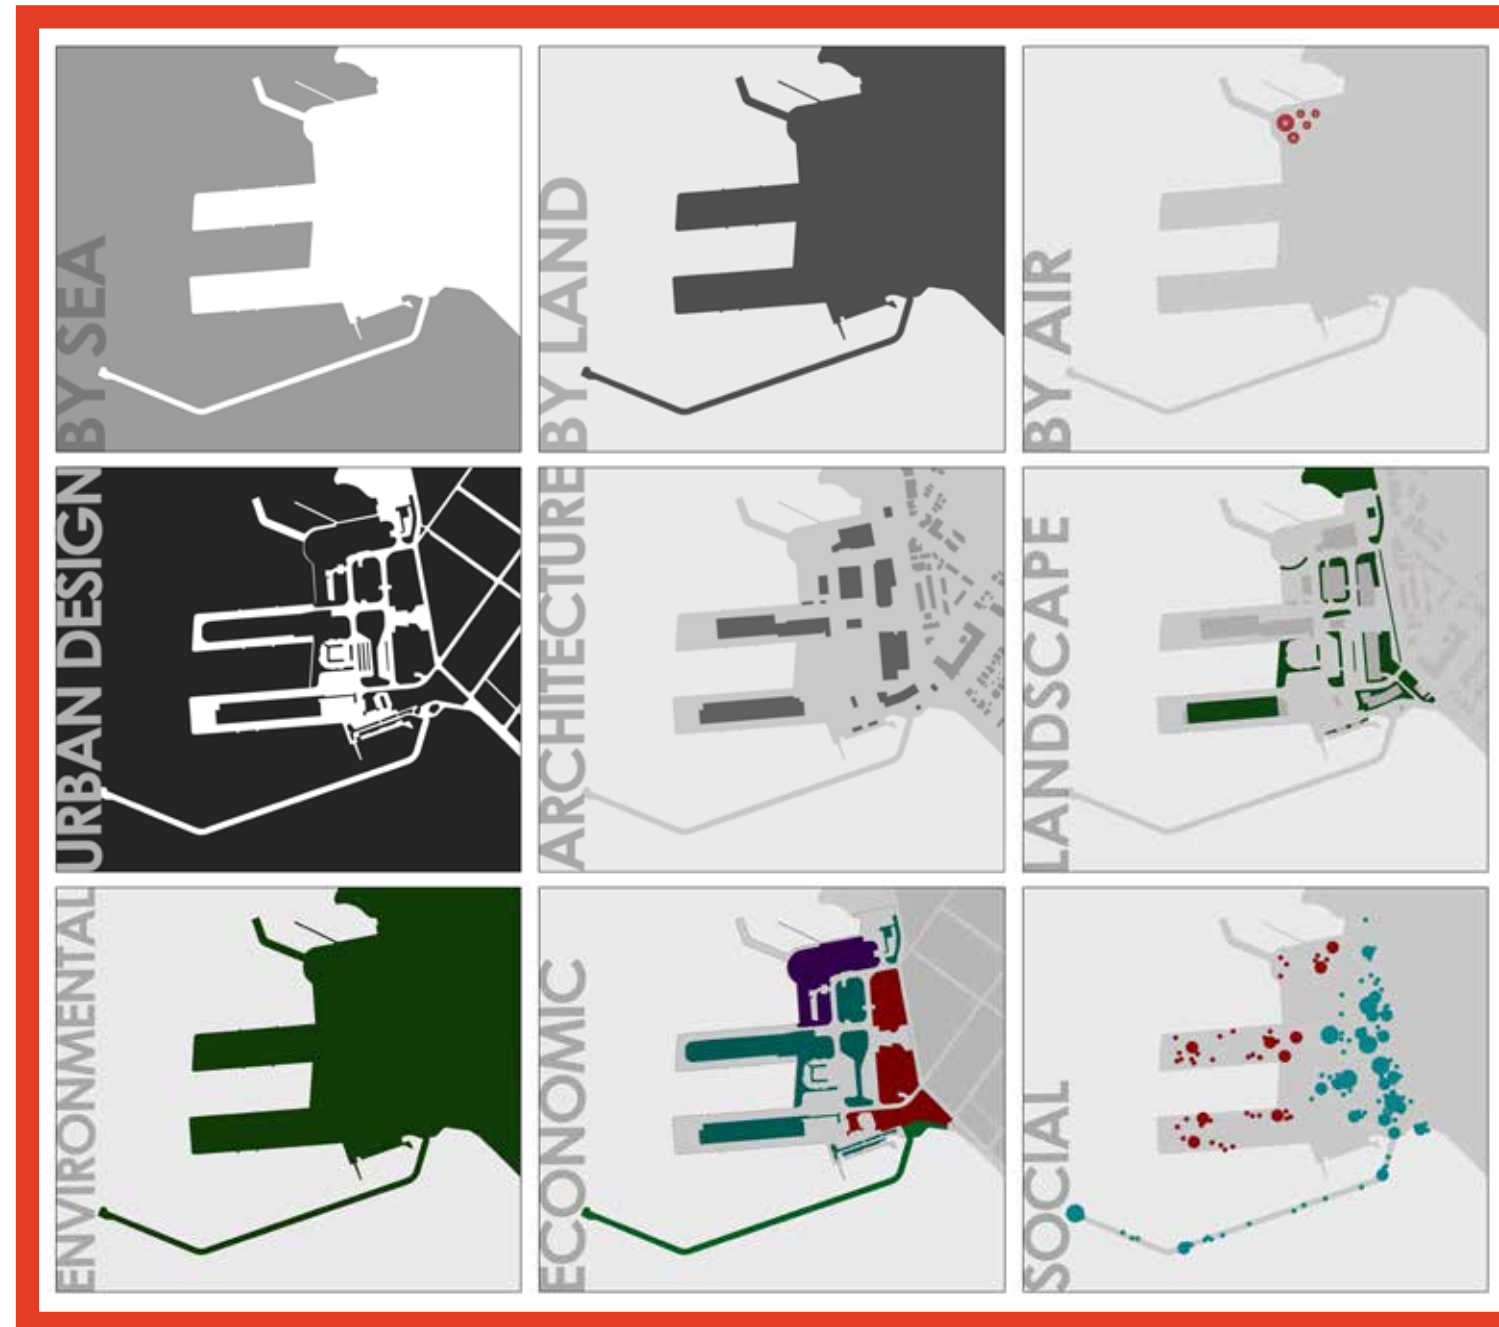 BY SEA
BY LAND
BY AIR
URBAN DESIGN
ARCHITECTURE
LANDSCAPE
ENVIRONMENTAL
ECONOMIC
SOCIAL